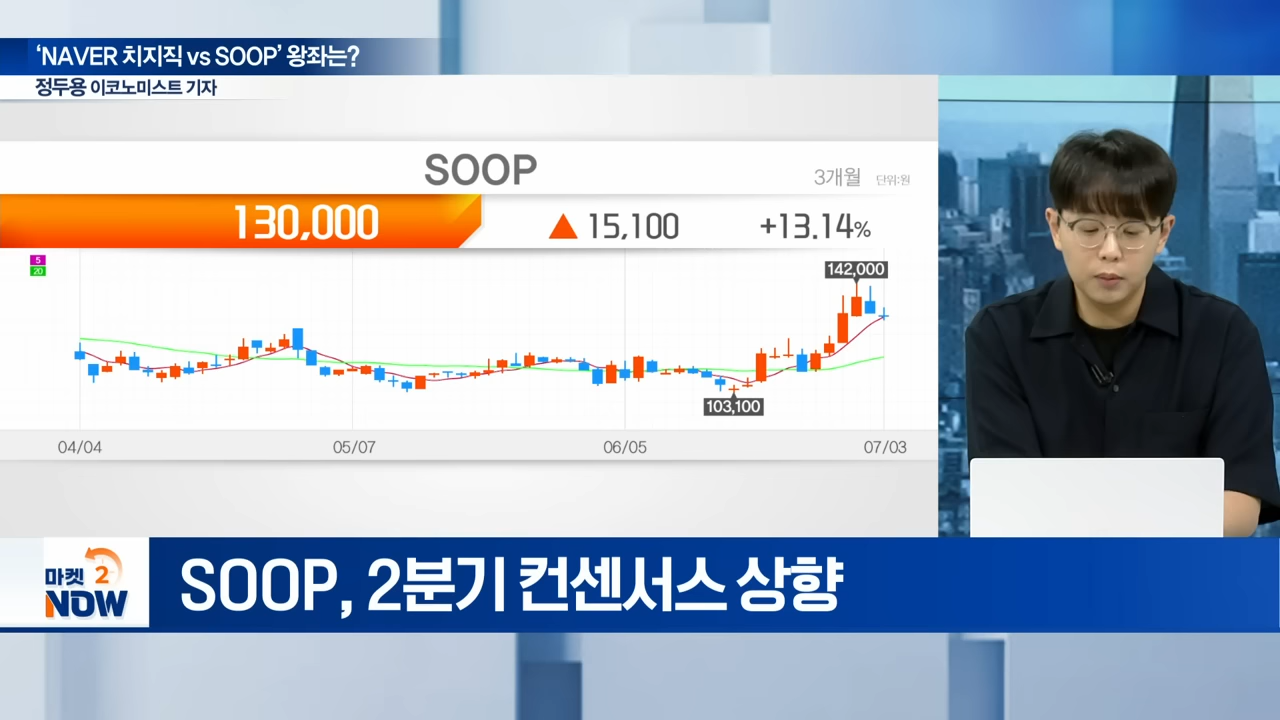 ‘NAVER 치지직 vs SOOP’ 왕좌는?
정두용 이코노미스트 기자
SOOP
3개월 단위:원
130,000 ▲ 15,100 +13.14%
5
20
142,000
103,100
04/04 05/07 06/05 07/03
마켓 2
NOW
SOOP, 2분기 컨센서스 상향